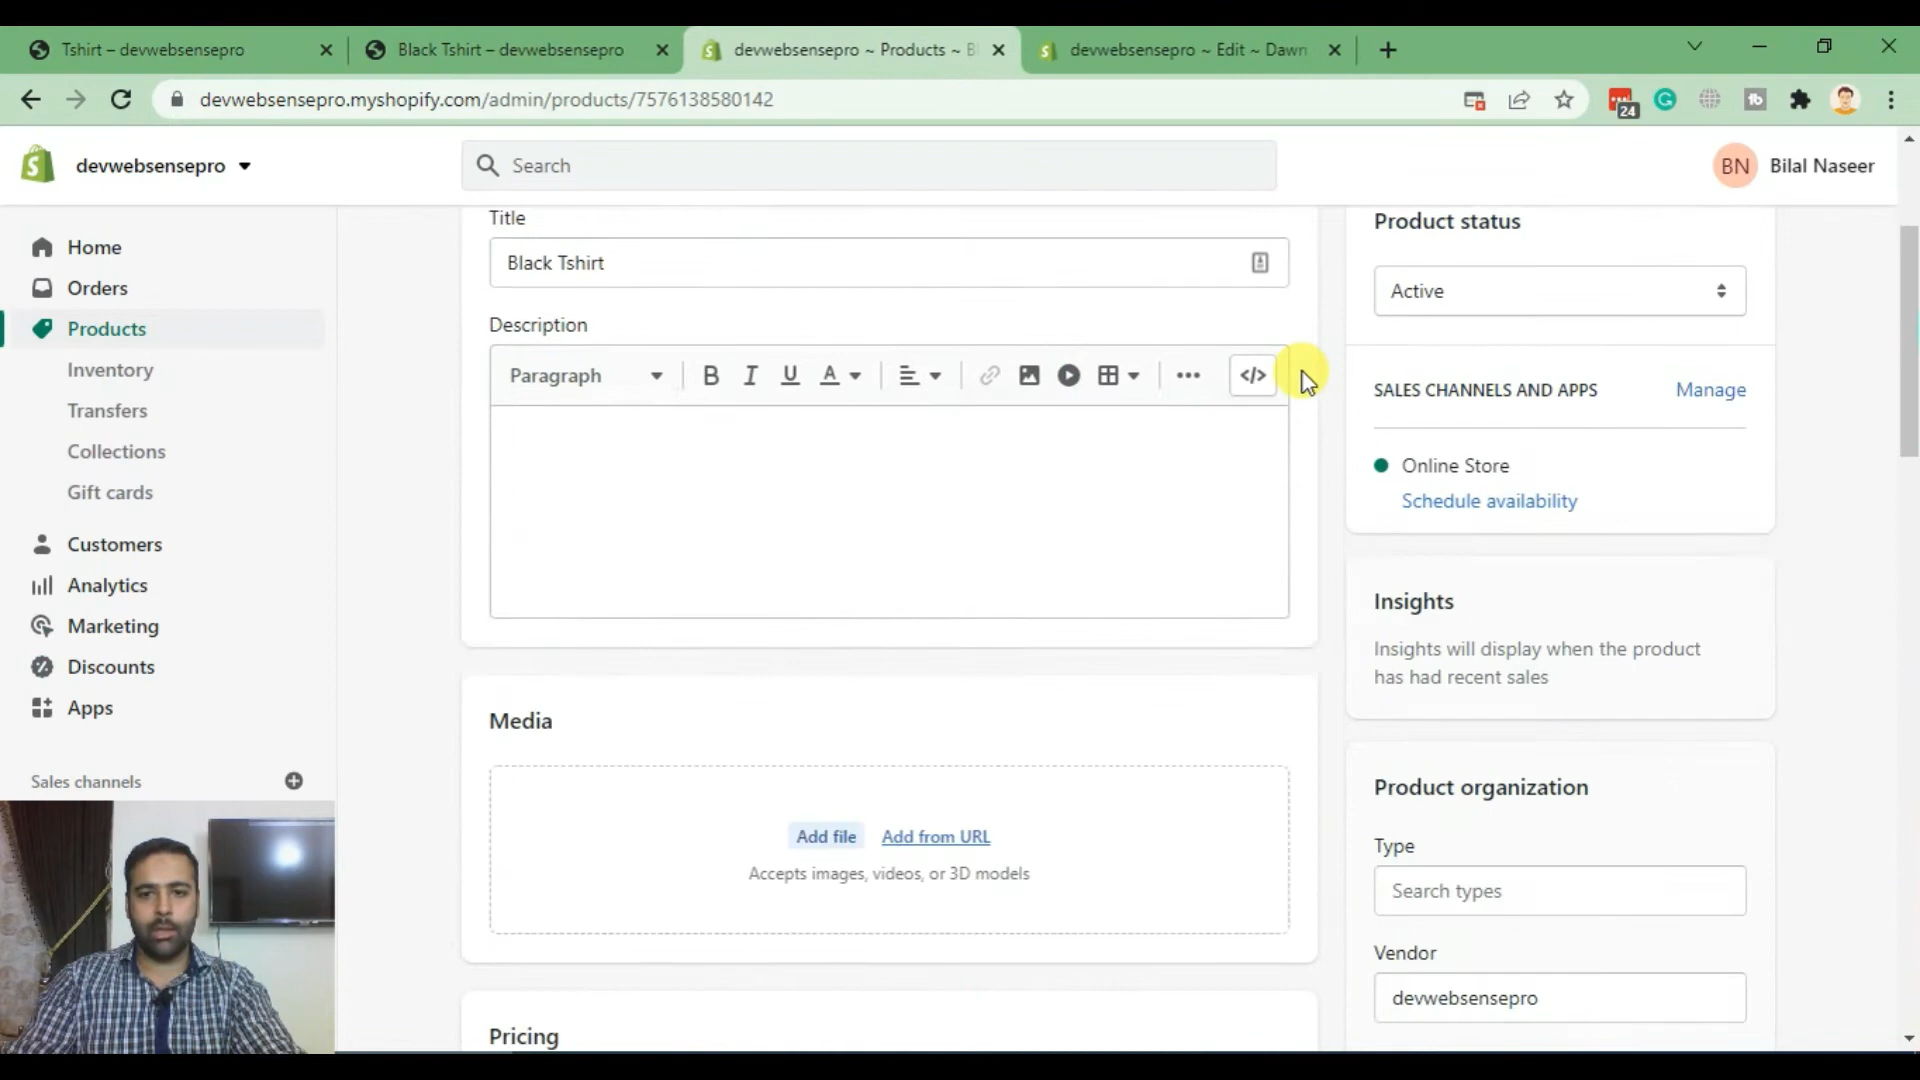 Tshirt – devwebsensepro
Black Tshirt – devwebsensepro
devwebsensepro ~ Products ~ B
devwebsensepro ~ Edit ~ Dawn
devwebsensepro.myshopify.com/admin/products/7576138580142
24
devwebsensepro
Search
BN
Bilal Naseer
Home
Orders
Products
Inventory
Transfers
Collections
Gift cards
Customers
Analytics
Marketing
Discounts
Apps
Sales channels
Title
Black Tshirt
Description
Paragraph
B
I
U
A
</>
Media
Add file
Add from URL
Accepts images, videos, or 3D models
Pricing
Product status
Active
SALES CHANNELS AND APPS
Manage
Online Store
Schedule availability
Insights
Insights will display when the product
has had recent sales
Product organization
Type
Search types
Vendor
devwebsensepro